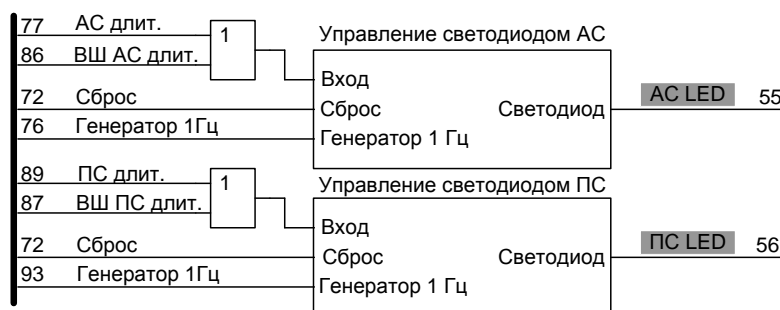 77 АС длит.
1
Управление светодиодом АС
86 ВШ АС длит.
Вход
72 Сброс
Сброс Светодиод AC LED 55
76 Генератор 1Гц
Генератор 1 Гц
89 ПС длит.
1
Управление светодиодом ПС
87 ВШ ПС длит.
Вход
72 Сброс
Сброс Светодиод ПС LED 56
93 Генератор 1Гц
Генератор 1 Гц